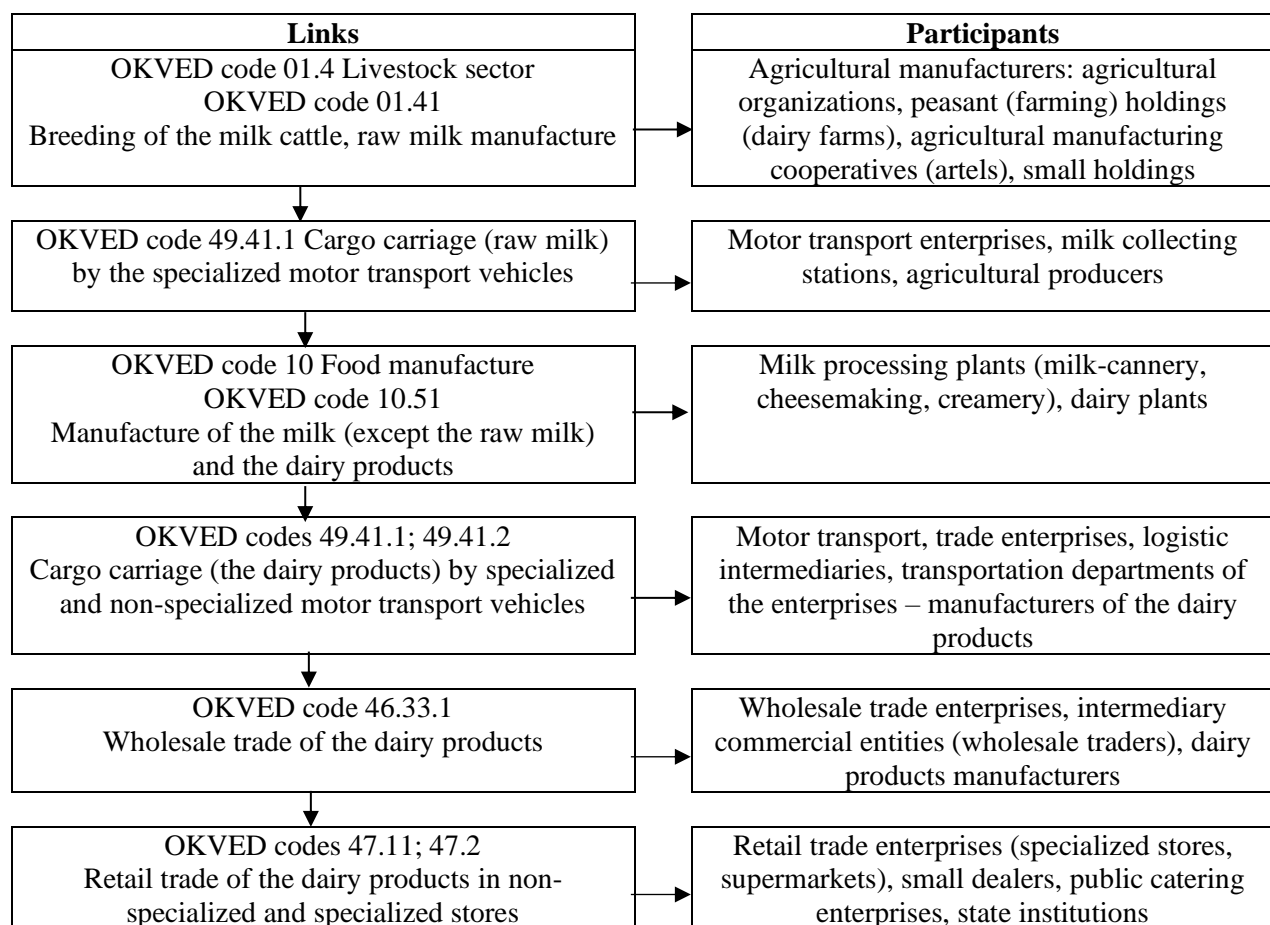 Links
OKVED code 01.4 Livestock sector
OKVED code 01.41
Breeding of the milk cattle, raw milk manufacture
Participants
Agricultural manufacturers: agricultural
organizations, peasant (farming) holdings
(dairy farms), agricultural manufacturing
cooperatives (artels), small holdings
OKVED code 49.41.1 Cargo carriage (raw milk)
by the specialized motor transport vehicles
Motor transport enterprises, milk collecting
stations, agricultural producers
OKVED code 10 Food manufacture
OKVED code 10.51
Manufacture of the milk (except the raw milk)
and the dairy products
Milk processing plants (milk-cannery,
cheesemaking, creamery), dairy plants
OKVED codes 49.41.1; 49.41.2
Cargo carriage (the dairy products) by specialized
and non-specialized motor transport vehicles
Motor transport, trade enterprises, logistic
intermediaries, transportation departments of
the enterprises – manufacturers of the dairy
products
OKVED code 46.33.1
Wholesale trade of the dairy products
Wholesale trade enterprises, intermediary
commercial entities (wholesale traders), dairy
products manufacturers
OKVED codes 47.11; 47.2
Retail trade of the dairy products in non-
specialized and specialized stores
Retail trade enterprises (specialized stores,
supermarkets), small dealers, public catering
enterprises, state institutions